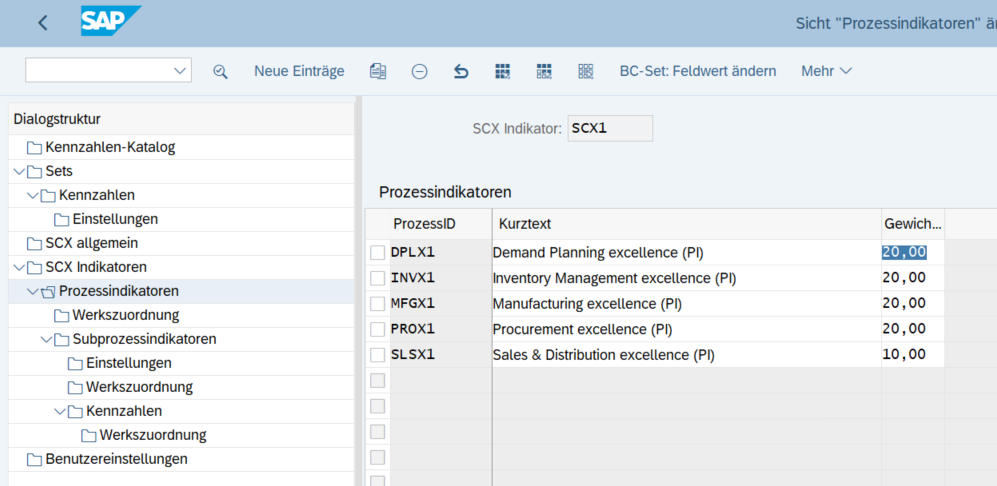 SAP
Sicht "Prozessindikatoren" än
Neue Einträge
BC-Set: Feldwert ändern
Mehr
Dialogstruktur
Kennzahlen-Katalog
Sets
Kennzahlen
Einstellungen
SCX allgemein
SCX Indikatoren
Prozessindikatoren
Werkszuordnung
Subprozessindikatoren
Einstellungen
Werkszuordnung
Kennzahlen
Werkszuordnung
Benutzereinstellungen
SCX Indikator: SCX1
Prozessindikatoren
ProzessID Kurztext Gewich...
DPLX1 Demand Planning excellence (PI) 20,00
INVX1 Inventory Management excellence (PI) 20,00
MFGX1 Manufacturing excellence (PI) 20,00
PROX1 Procurement excellence (PI) 20,00
SLSX1 Sales & Distribution excellence (PI) 10,00